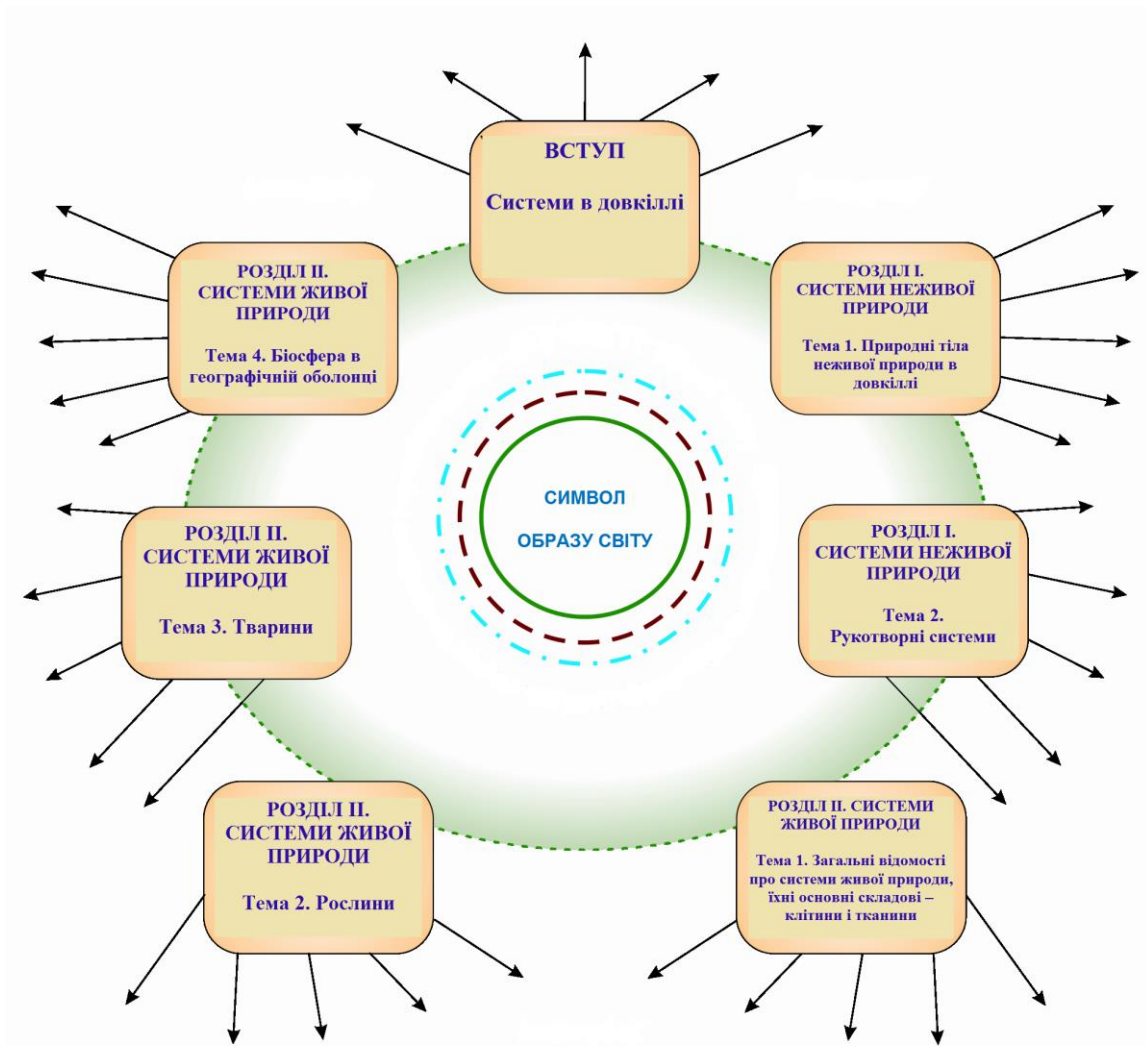 ВСТУП
Системи в довкіллі
РОЗДІЛ ІІ.
СИСТЕМИ ЖИВОЇ
ПРИРОДИ
Тема 4. Біосфера в
географічній оболонці
РОЗДІЛ І.
СИСТЕМИ НЕЖИВОЇ
ПРИРОДИ
Тема 1. Природні тіла
неживої природи в
довкіллі
СИМВОЛ
ОБРАЗУ СВІТУ
РОЗДІЛ ІІ.
СИСТЕМИ ЖИВОЇ
ПРИРОДИ
Тема 3. Тварини
РОЗДІЛ І.
СИСТЕМИ НЕЖИВОЇ
ПРИРОДИ
Тема 2.
Рукотворні системи
РОЗДІЛ ІІ.
СИСТЕМИ ЖИВОЇ
ПРИРОДИ
Тема 2. Рослини
РОЗДІЛ ІІ. СИСТЕМИ
ЖИВОЇ ПРИРОДИ
Тема 1. Загальні відомості
про системи живої природи,
їхні основні складові –
клітини і тканини